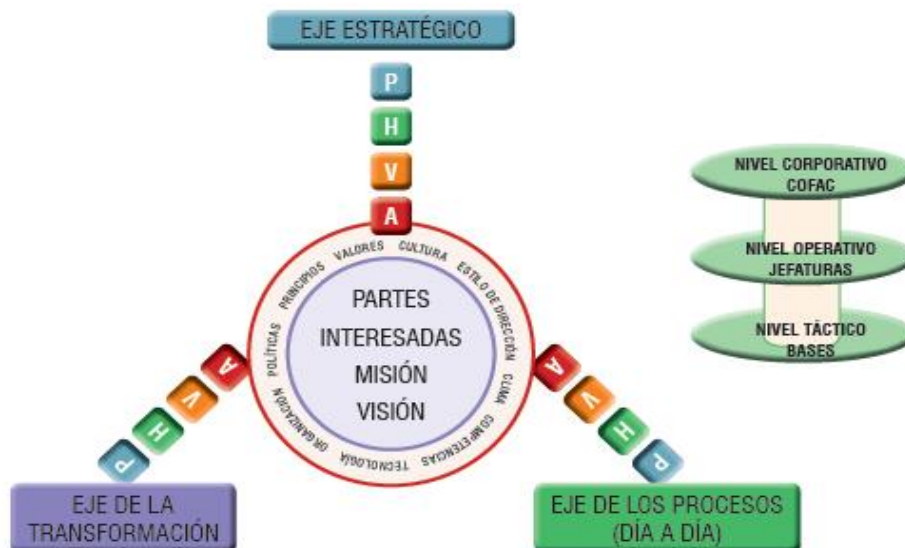 EJE ESTRATÉGICO
P
H
V
A
POLÍTICAS PRINCIPIOS VALORES CULTURA ESTILO DE DIRECCIÓN CLIMA COMPETENCIAS TECNOLOGÍA ORGANIZACIÓN
PARTES
INTERESADAS
MISIÓN
VISIÓN
P H V A
A V H P
EJE DE LA
TRANSFORMACIÓN
EJE DE LOS PROCESOS
(DÍA A DÍA)
NIVEL CORPORATIVO
COFAC
NIVEL OPERATIVO
JEFATURAS
NIVEL TÁCTICO
BASES